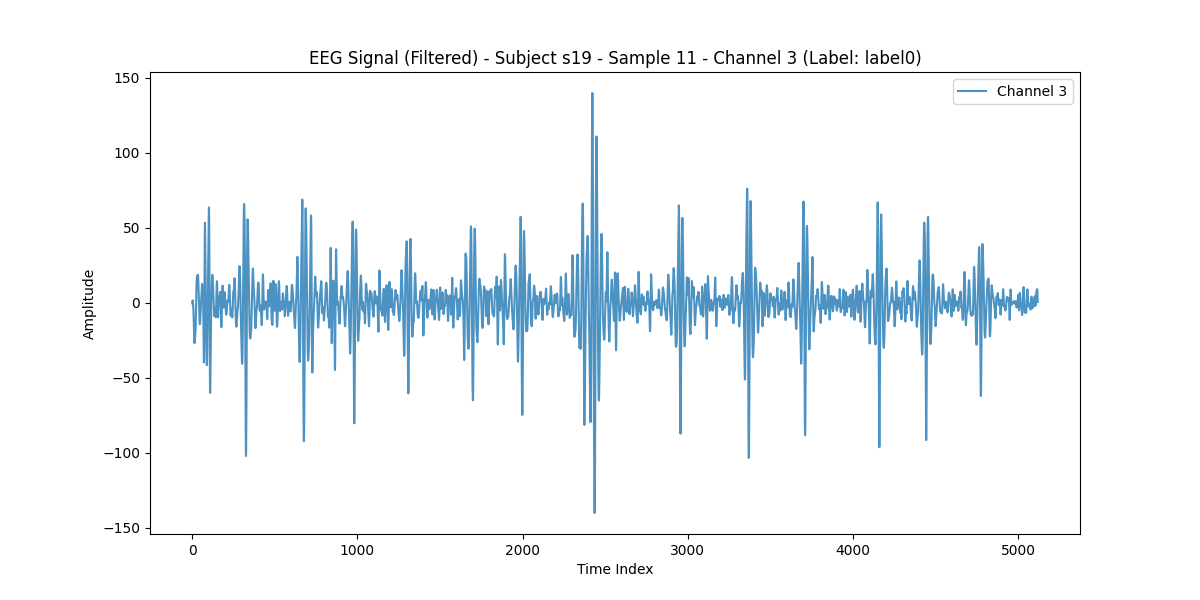 EEG Signal (Filtered) - Subject s19 - Sample 11 - Channel 3 (Label: label0)
Channel 3
150
100
50
0
−50
−100
−150
Amplitude
0 1000 2000 3000 4000 5000
Time Index